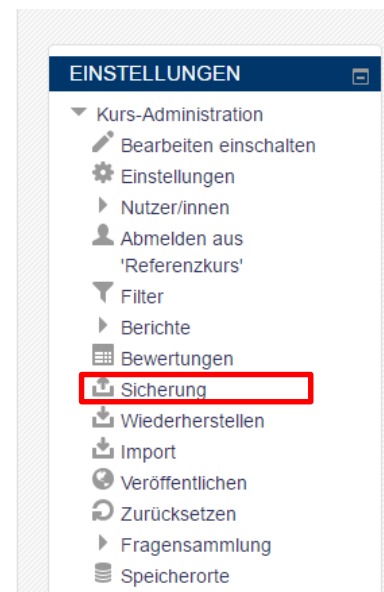 EINSTELLUNGEN
Kurs-Administration
Bearbeiten einschalten
Einstellungen
Nutzer/innen
Abmelden aus
'Referenzkurs'
Filter
Berichte
Bewertungen
Sicherung
Wiederherstellen
Import
Veröffentlichen
Zurücksetzen
Fragensammlung
Speicherorte